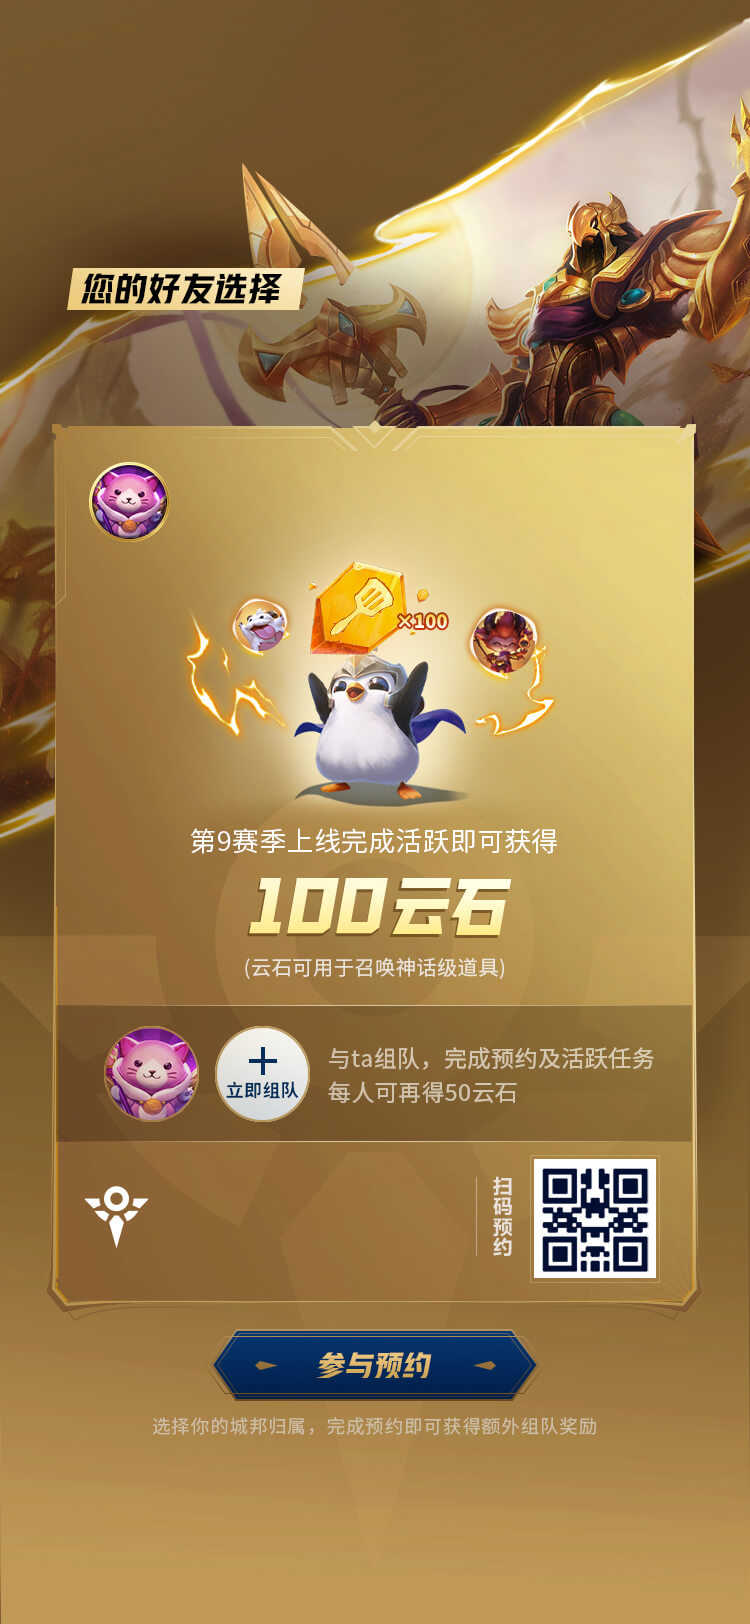 您的好友选择
×100
第9赛季上线完成活跃即可获得
100云石
(云石可用于召唤神话级道具)
立即组队
与ta组队，完成预约及活跃任务
每人可再得50云石
扫码预约
参与预约
选择你的城邦归属，完成预约即可获得额外组队奖励